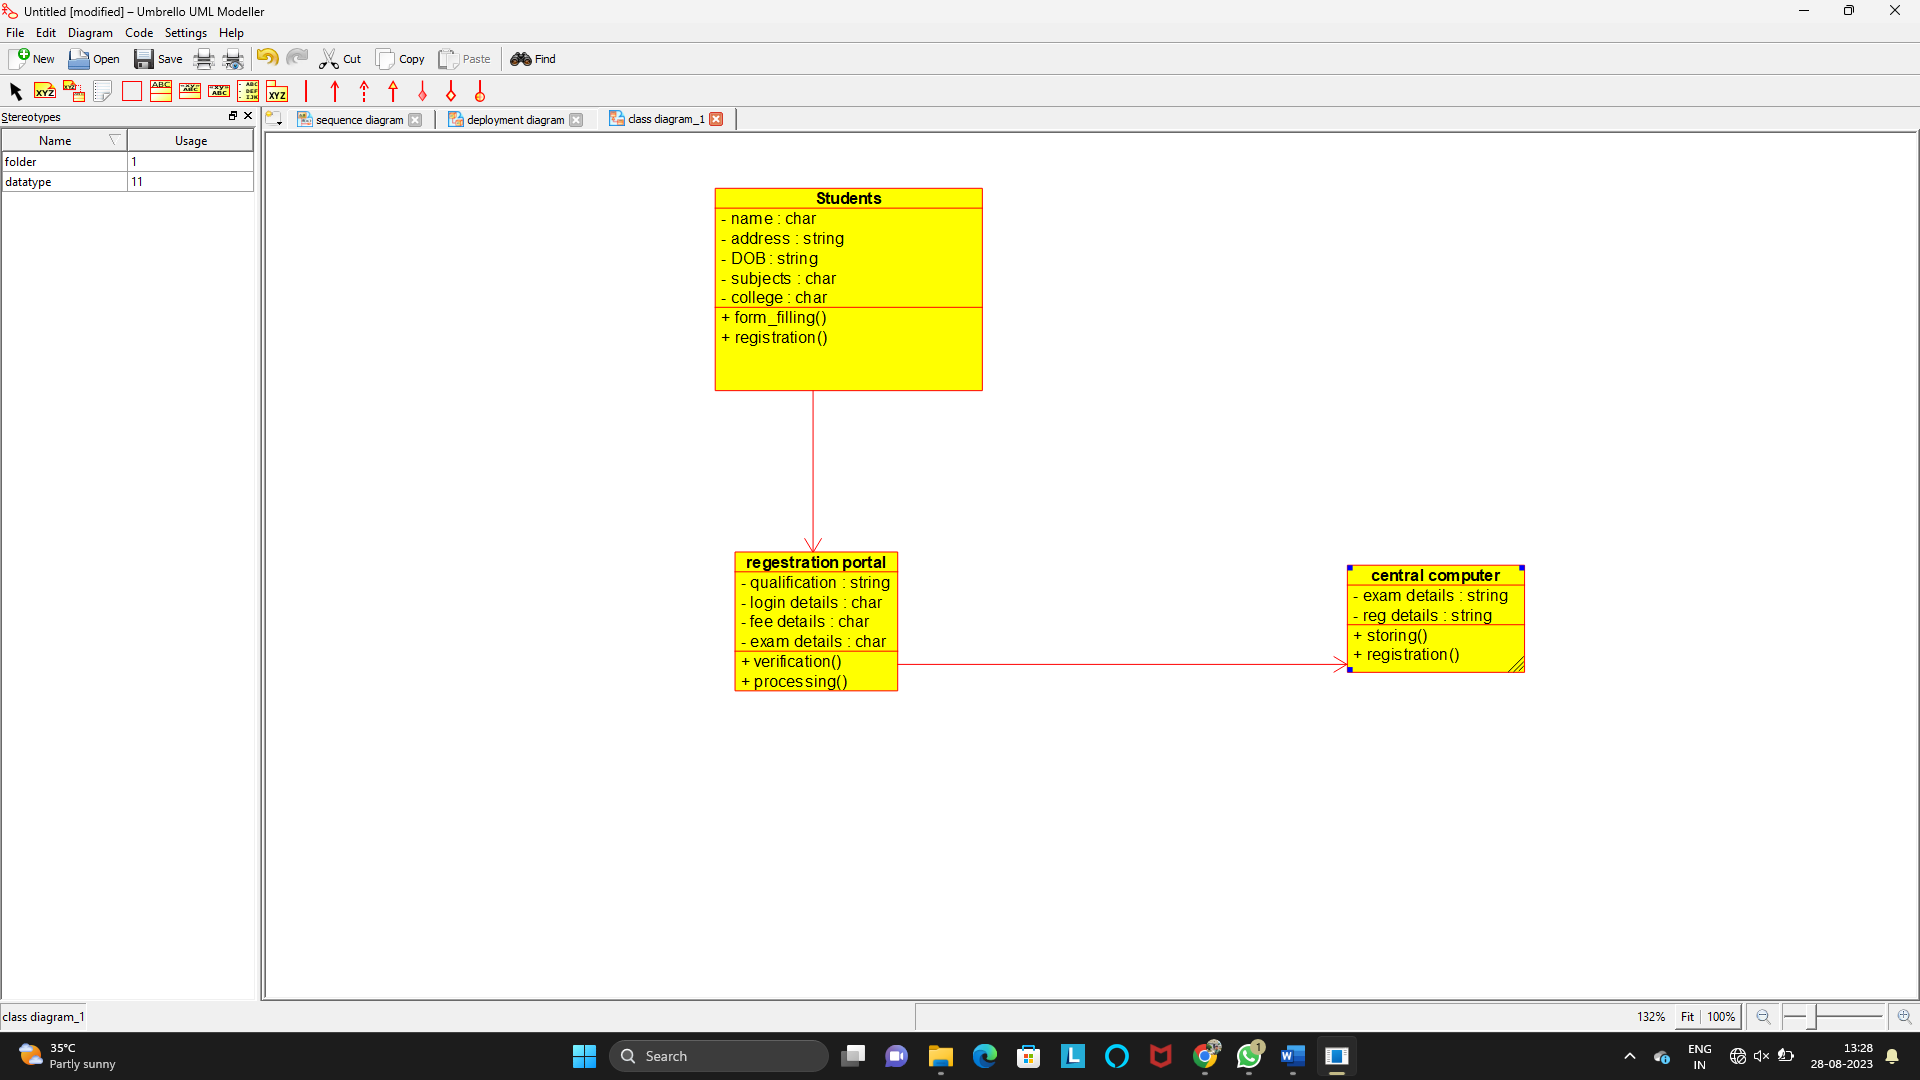 Untitled [modified] – Umbrello UML Modeller
File Edit Diagram Code Settings Help
New Open Save Cut Copy Paste Find
Stereotypes
Name Usage
folder 1
datatype 11
sequence diagram deployment diagram class diagram_1
Students
- name : char
- address : string
- DOB : string
- subjects : char
- college : char
+ form_filling()
+ registration()
regestration portal
- qualification : string
- login details : char
- fee details : char
- exam details : char
+ verification()
+ processing()
central computer
- exam details : string
- reg details : string
+ storing()
+ registration()
class diagram_1
132% Fit 100%
35°C
Partly sunny
Search
1
ENG
IN
13:28
28-08-2023